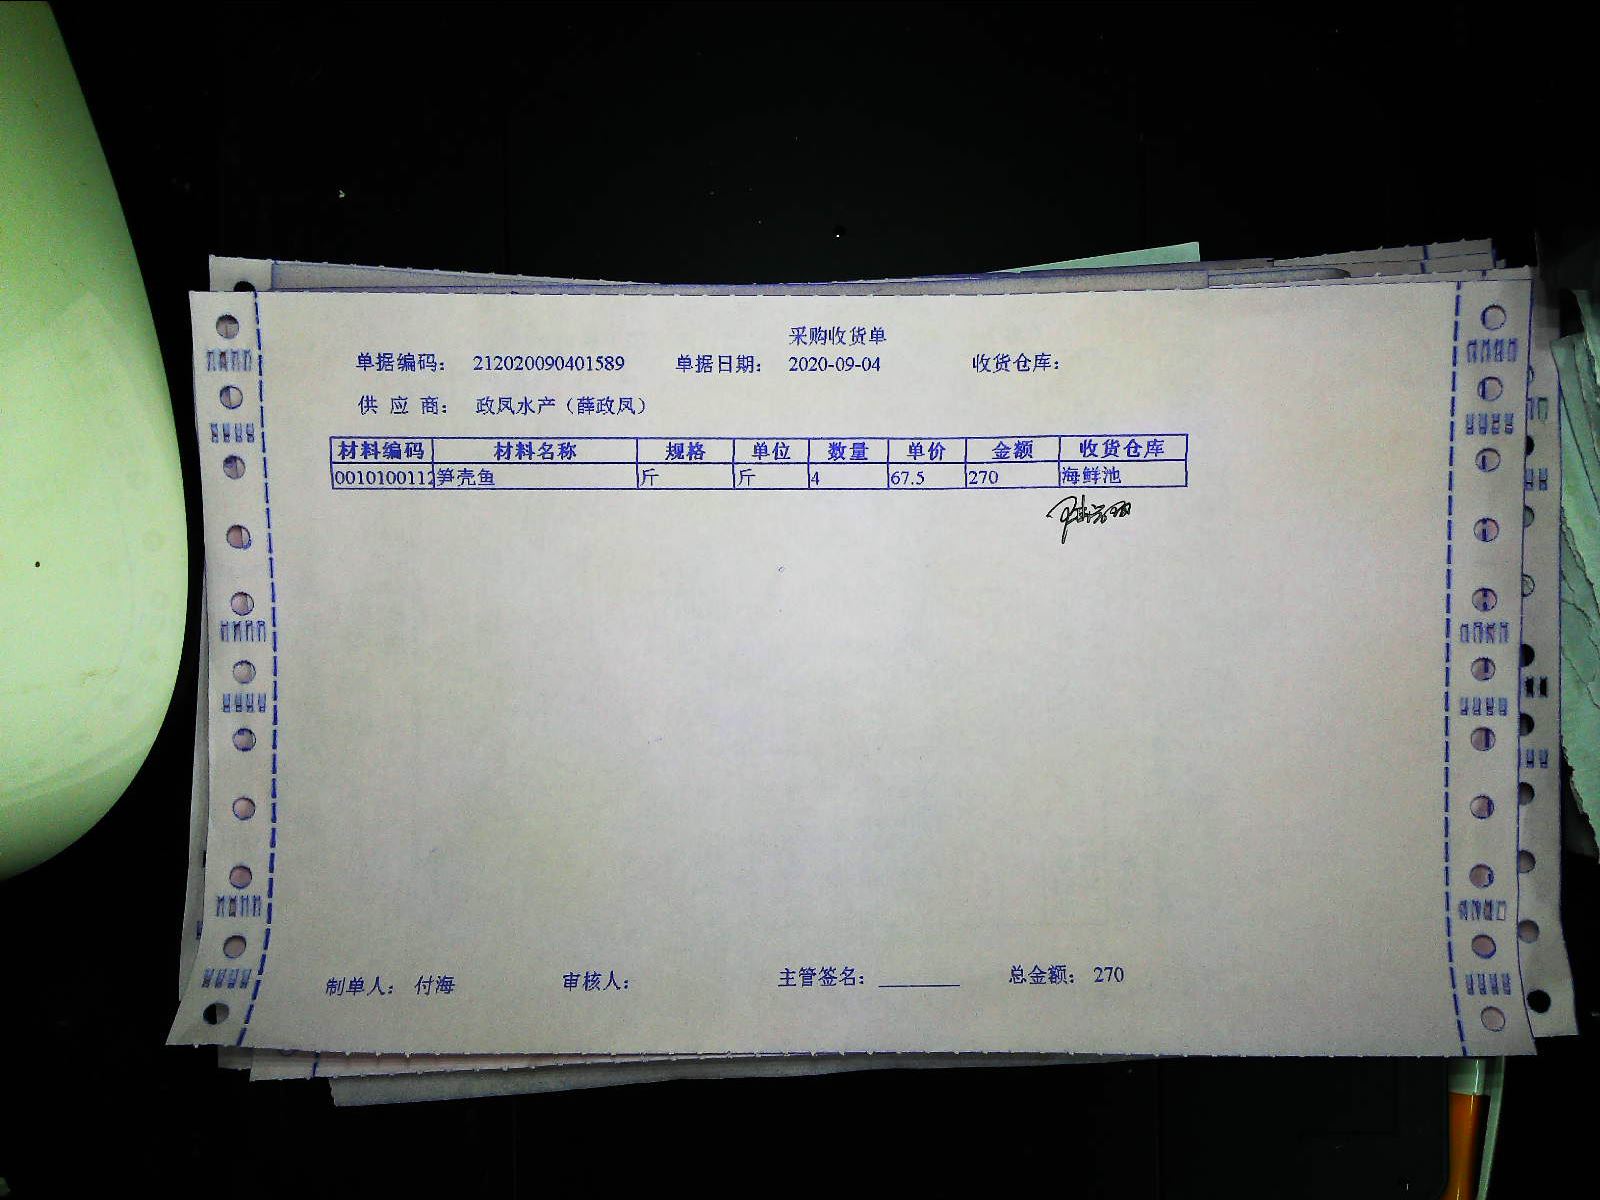 采购收货单
单据编码: 212020090401589 单据日期: 2020-09-04 收货仓库:
供 应 商: 政凤水产（薛政凤）
材料编码 材料名称 规格 单位 数量 单价 金额 收货仓库
0010100112 笋壳鱼 斤 斤 4 67.5 270 海鲜池
制单人: 付海 审核人: 主管签名: ________ 总金额: 270